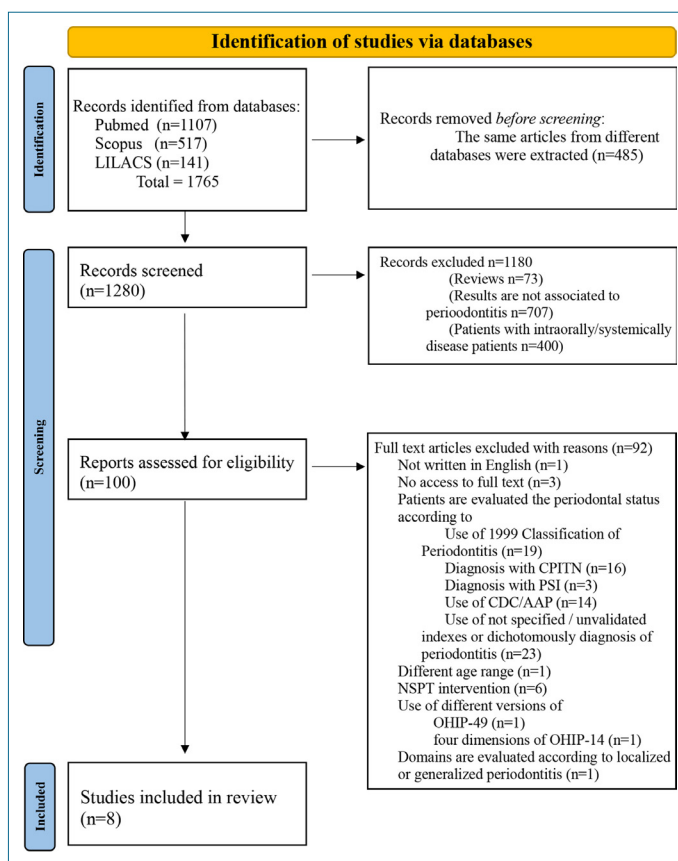 Identification of studies via databases
Identification
Records identified from databases:
Pubmed (n=1107)
Scopus (n=517)
LILACS (n=141)
Total = 1765
Records removed before screening:
The same articles from different
databases were extracted (n=485)
Screening
Records screened
(n=1280)
Records excluded n=1180
(Reviews n=73)
(Results are not associated to
perioodontitis n=707)
(Patients with intraorally/systemically
disease patients n=400)
Reports assessed for eligibility
(n=100)
Full text articles excluded with reasons (n=92)
Not written in English (n=1)
No access to full text (n=3)
Patients are evaluated the periodontal status
according to
Use of 1999 Classification of
Periodontitis (n=19)
Diagnosis with CPITN (n=16)
Diagnosis with PSI (n=3)
Use of CDC/AAP (n=14)
Use of not specified / unvalidated
indexes or dichotomously diagnosis of
periodontitis (n=23)
Different age range (n=1)
NSPT intervention (n=6)
Use of different versions of
OHIP-49 (n=1)
four dimensions of OHIP-14 (n=1)
Domains are evaluated according to localized
or generalized periodontitis (n=1)
Included
Studies included in review
(n=8)